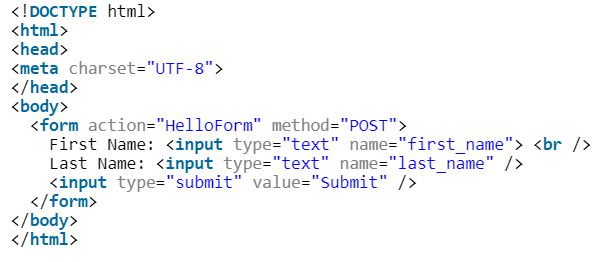 <!DOCTYPE html>
<html>
<head>
<meta charset="UTF-8">
</head>
<body>
  <form action="HelloForm" method="POST">
    First Name: <input type="text" name="first_name"> <br />
    Last Name: <input type="text" name="last_name" />
    <input type="submit" value="Submit" />
  </form>
</body>
</html>